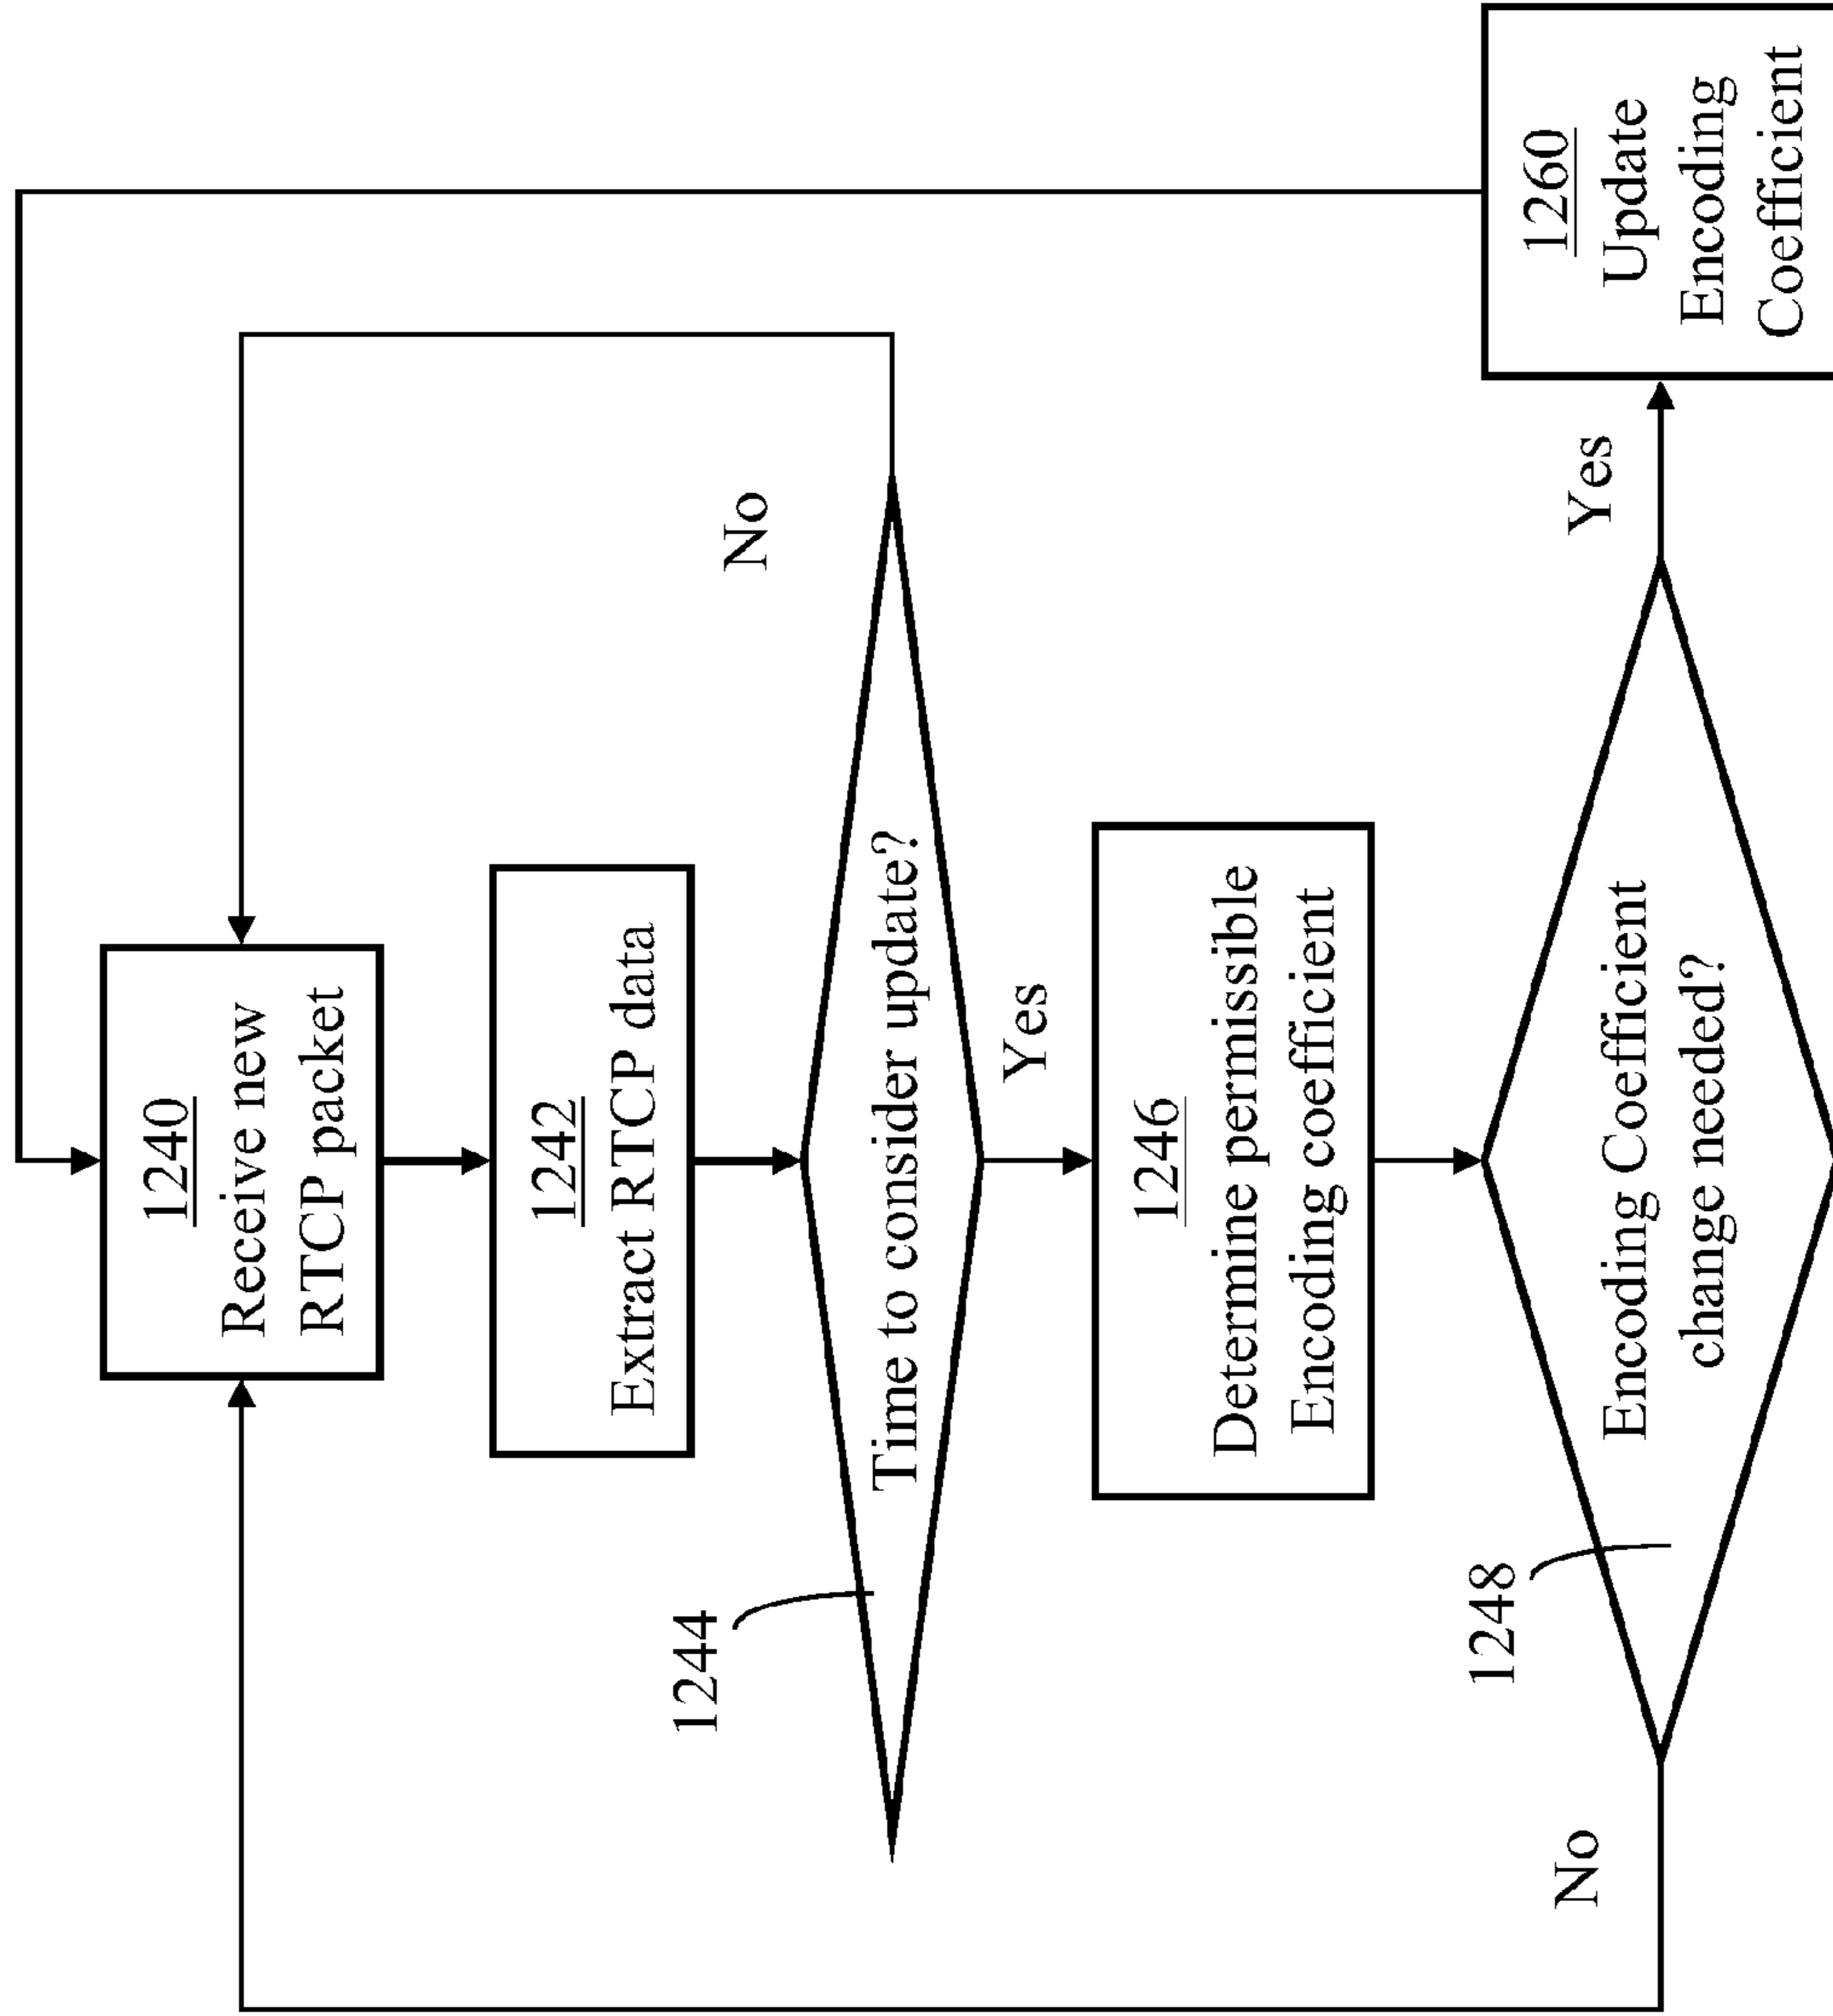 1240
Receive new
RTCP packet
1242
Extract RTCP data
1244
Time to consider update?
No
Yes
1246
Determine permissible
Encoding coefficient
1248
Encoding Coefficient
change needed?
No
Yes
1260
Update
Encoding
Coefficient